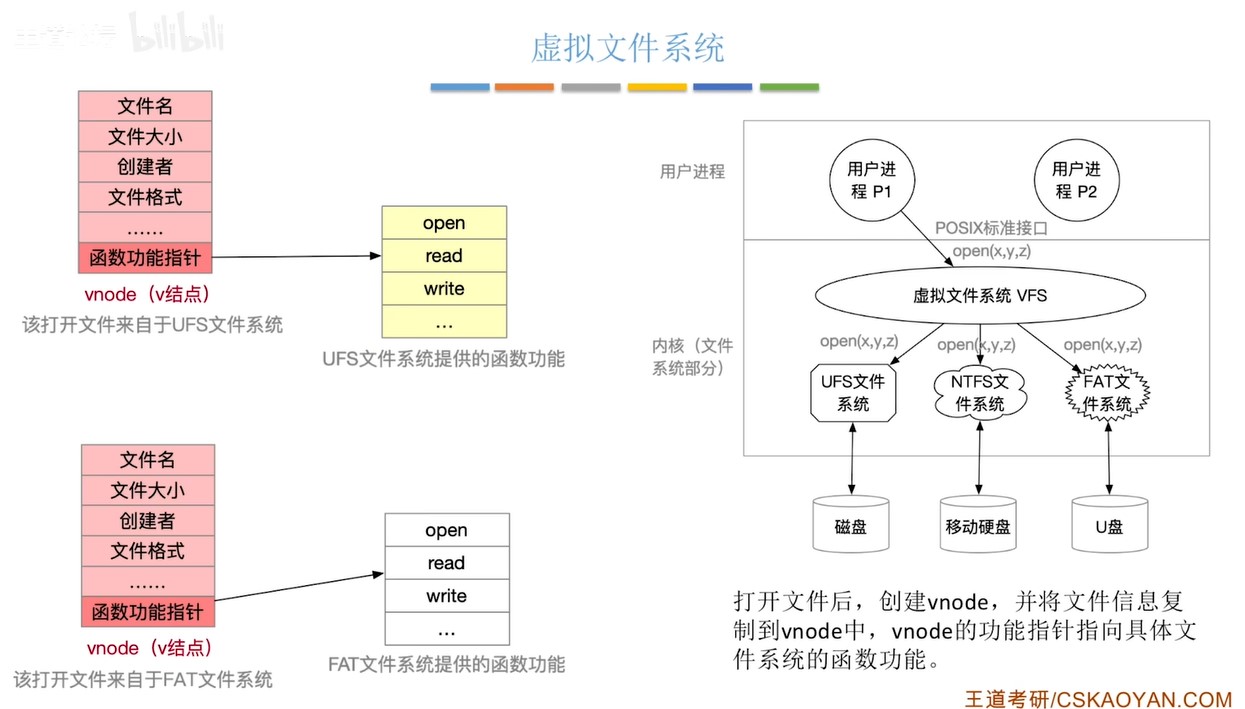 bilibili
虚拟文件系统
文件名
文件大小
创建者
文件格式
......
函数功能指针
vnode（v结点）
该打开文件来自于UFS文件系统
open
read
write
...
UFS文件系统提供的函数功能
文件名
文件大小
创建者
文件格式
......
函数功能指针
vnode（v结点）
该打开文件来自于FAT文件系统
open
read
write
...
FAT文件系统提供的函数功能
用户进程
用户进
程 P1
用户进
程 P2
POSIX标准接口
open(x,y,z)
虚拟文件系统 VFS
内核（文件
系统部分）
open(x,y,z)
open(x,y,z)
open(x,y,z)
UFS文件
系统
NTFS文
件系统
FAT文
件系统
磁盘
移动硬盘
U盘
打开文件后，创建vnode，并将文件信息复
制到vnode中，vnode的功能指针指向具体文
件系统的函数功能。
王道考研/CSKAOYAN.COM